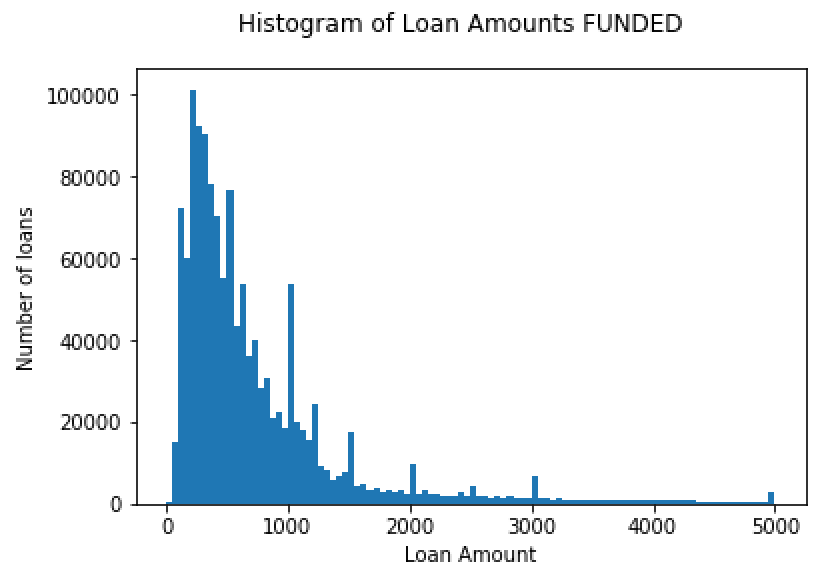 Histogram of Loan Amounts FUNDED
100000
80000
60000
40000
20000
0
Number of loans
0 1000 2000 3000 4000 5000
Loan Amount